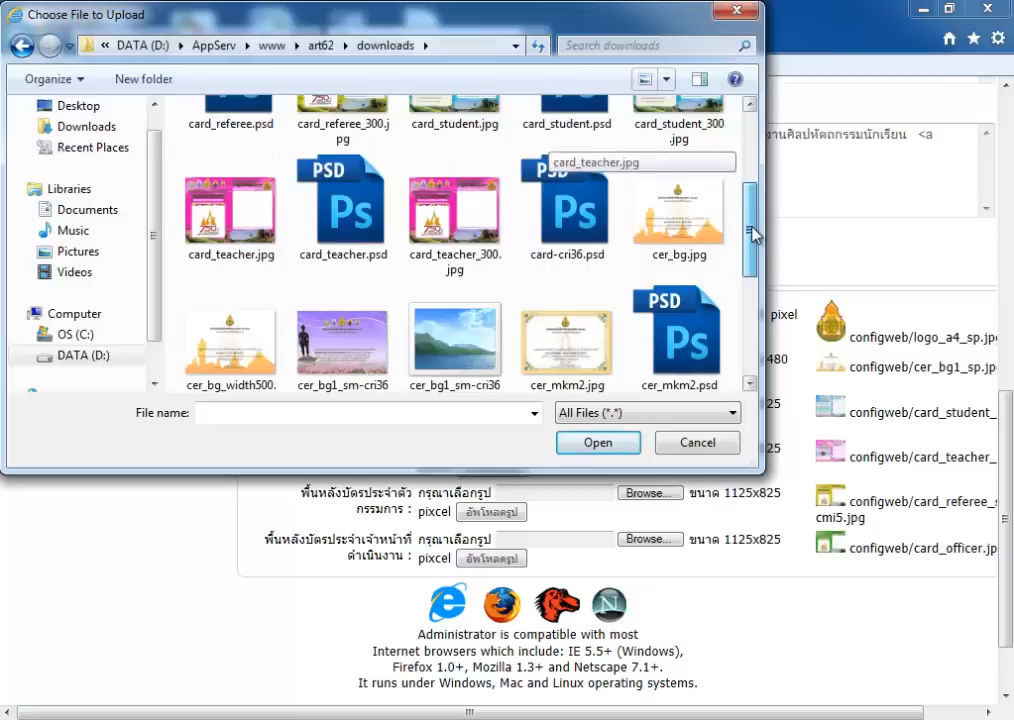 Choose File to Upload
« DATA (D:) ▸ AppServ ▸ www ▸ art62 ▸ downloads ▸
Search downloads
Organize
New folder
Desktop
Downloads
Recent Places
Libraries
Documents
Music
Pictures
Videos
Computer
OS (C:)
DATA (D:)
card_referee.psd
card_referee_300.j
pg
card_student.jpg
card_student.psd
card_student_300
.jpg
card_teacher.jpg
PSD
Ps
PSD
Ps
card_teacher.jpg
card_teacher.psd
card_teacher_300.
jpg
card-cri36.psd
cer_bg.jpg
PSD
Ps
cer_bg_width500.
cer_bg1_sm-cri36
cer_bg1_sm-cri36
cer_mkm2.jpg
cer_mkm2.psd
File name:
All Files (*.*)
Open
Cancel
งานศิลปหัตถกรรมนักเรียน <a
pixel
configweb/logo_a4_sp.jpg
480
configweb/cer_bg1_sp.jp
25
configweb/card_student_
25
configweb/card_teacher_
พื้นหลังบัตรประจำตัว กรุณาเลือกรูป Browse... ขนาด 1125x825
กรรมการ : pixcel อัพโหลดรูป
configweb/card_referee_s
cmi5.jpg
พื้นหลังบัตรประจำเจ้าหน้าที่ กรุณาเลือกรูป Browse... ขนาด 1125x825
ดำเนินงาน : pixcel อัพโหลดรูป
configweb/card_officer.jp
Administrator is compatible with most
Internet browsers which include: IE 5.5+ (Windows),
Firefox 1.0+, Mozilla 1.3+ and Netscape 7.1+.
It runs under Windows, Mac and Linux operating systems.